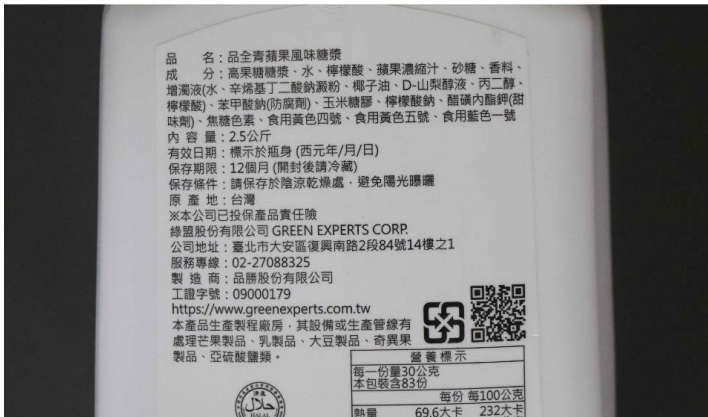 品　　名：品全青蘋果風味糖漿
成　　分：高果糖糖漿、水、檸檬酸、蘋果濃縮汁、砂糖、香料、
增濁液(水、辛烯基丁二酸鈉澱粉、椰子油、D-山梨醇液、丙二醇、
檸檬酸)、苯甲酸鈉(防腐劑)、玉米糖膠、檸檬酸鈉、醋磺內酯鉀(甜
味劑)、焦糖色素、食用黃色四號、食用黃色五號、食用藍色一號
內 容 量：2.5公斤
有效日期：標示於瓶身 (西元年/月/日)
保存期限：12個月 (開封後請冷藏)
保存條件：請保存於陰涼乾燥處，避免陽光曝曬
原 產 地：台灣
※本公司已投保產品責任險
綠盟股份有限公司 GREEN EXPERTS CORP.
公司地址：臺北市大安區復興南路2段84號14樓之1
服務專線：02-27088325
製 造 商：品勝股份有限公司
工證字號：09000179
https://www.greenexperts.com.tw
本產品生產製程廠房，其設備或生產管線有
處理芒果製品、乳製品、大豆製品、奇異果
製品、亞硫酸鹽類。
營養標示
每一份量30公克
本包裝含83份
每份 每100公克
熱量 69.6大卡 232大卡
HALAL